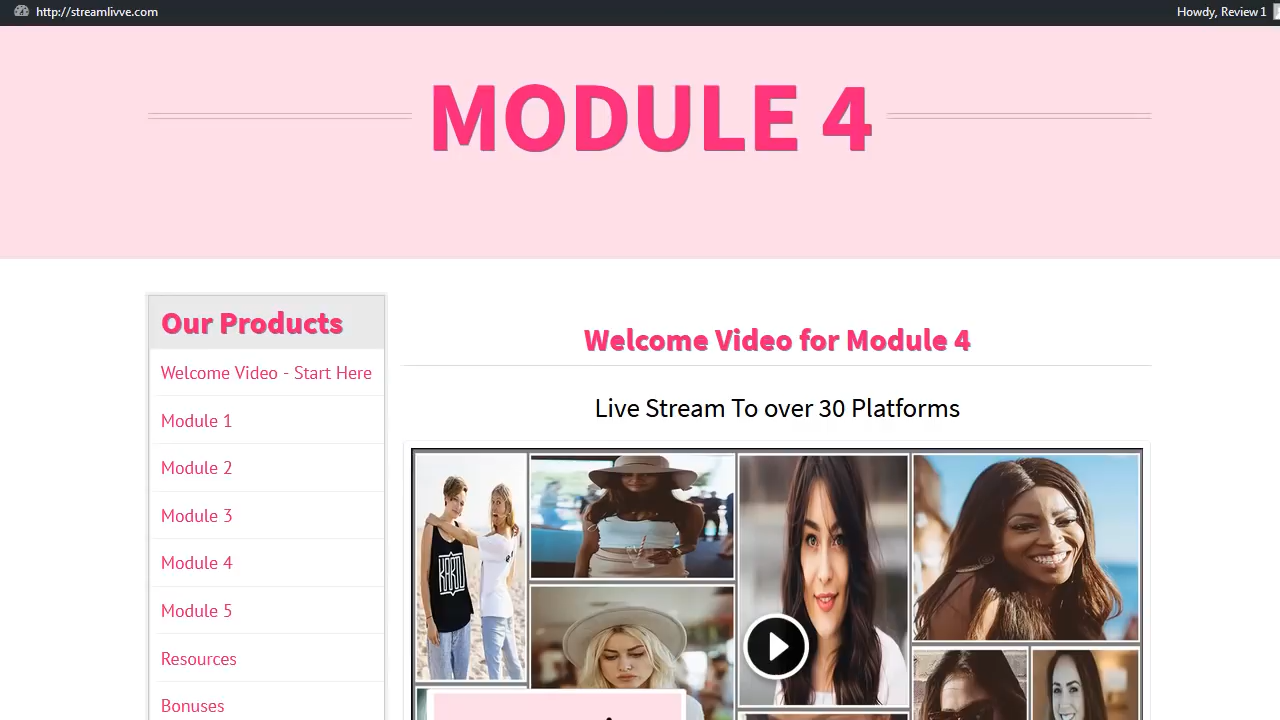 http://streamlivve.com
Howdy, Review 1
MODULE 4
Our Products
Welcome Video - Start Here
Module 1
Module 2
Module 3
Module 4
Module 5
Resources
Bonuses
Welcome Video for Module 4
Live Stream To over 30 Platforms